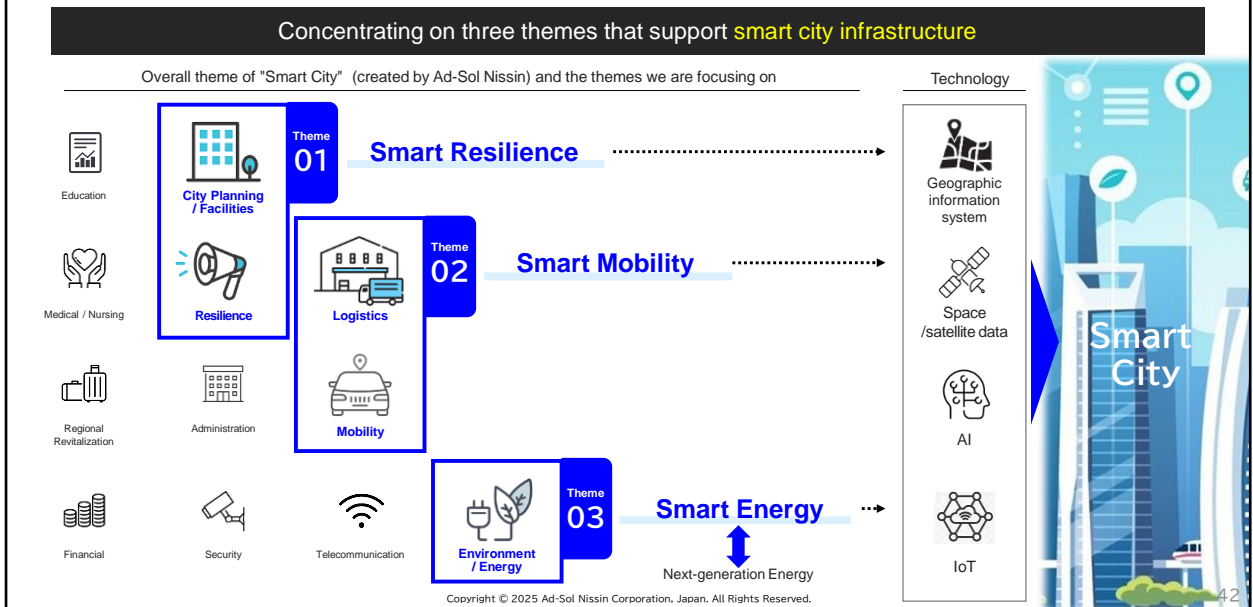 Concentrating on three themes that support smart city infrastructure
Overall theme of "Smart City" (created by Ad-Sol Nissin) and the themes we are focusing on
Technology
Education
City Planning
/ Facilities
Theme
01
Smart Resilience
Geographic
information
system
Medical / Nursing
Resilience
Logistics
Theme
02
Smart Mobility
Space
/satellite data
Smart
City
Regional
Revitalization
Administration
Mobility
AI
Financial
Security
Telecommunication
Environment
/ Energy
Theme
03
Smart Energy
Next-generation Energy
IoT
Copyright © 2025 Ad-Sol Nissin Corporation, Japan. All Rights Reserved.
42